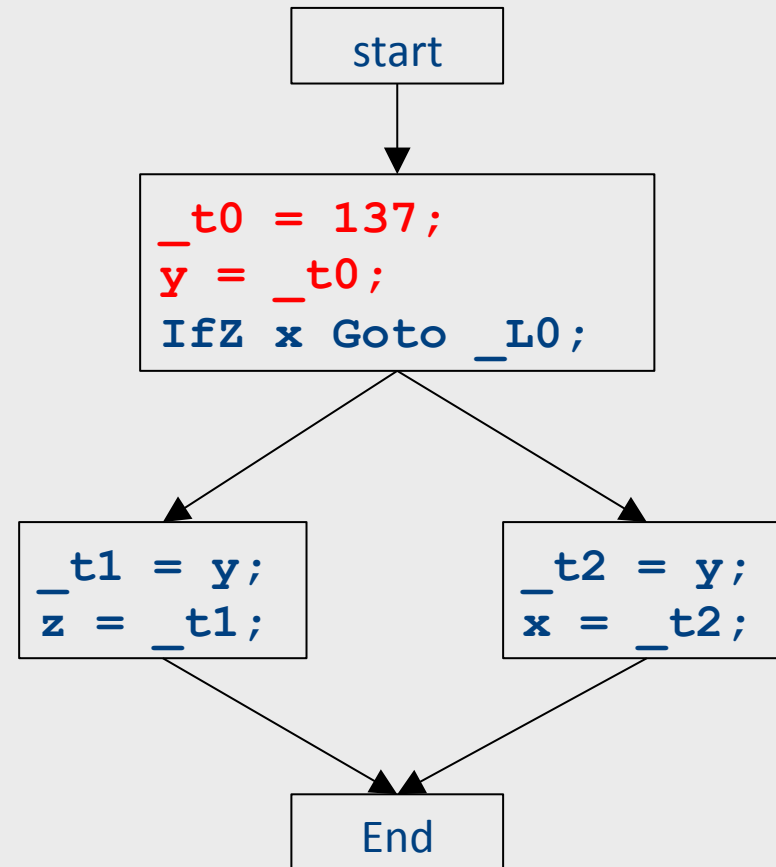 start
_t0 = 137;
y = _t0;
IfZ x Goto _L0;
_t1 = y;
z = _t1;
_t2 = y;
x = _t2;
End